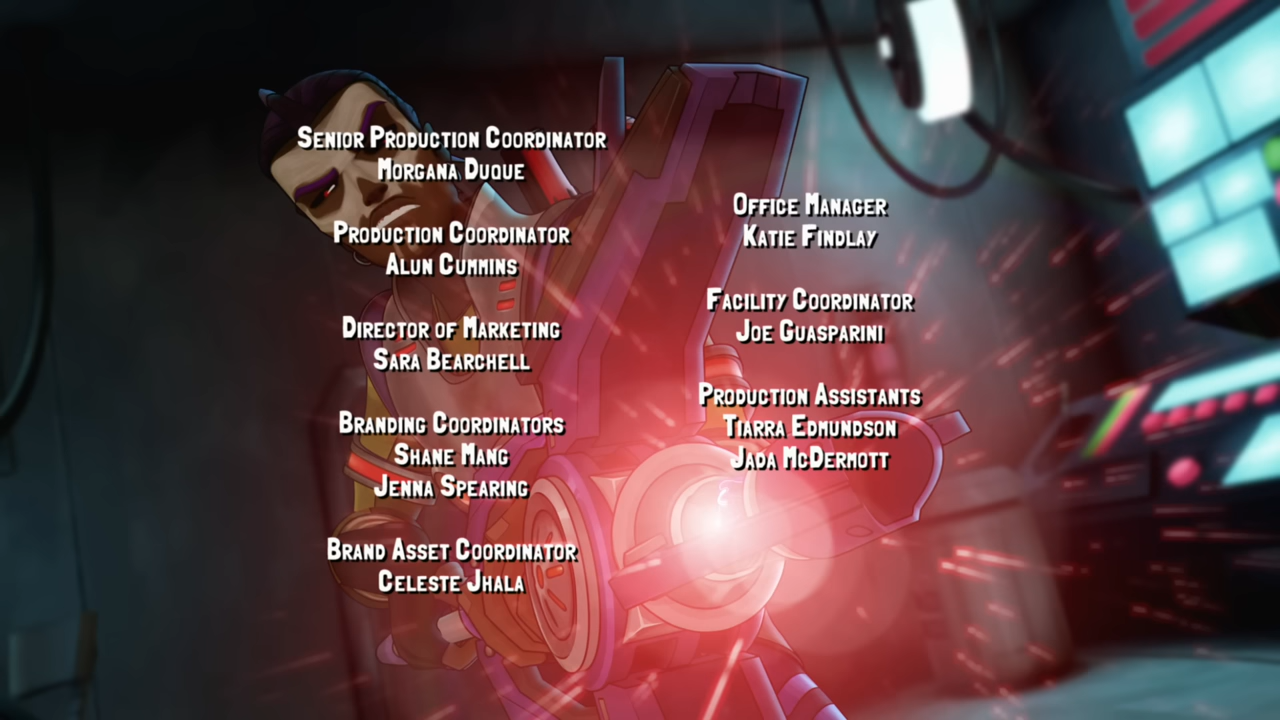 Senior Production Coordinator
Morgana Duque
Production Coordinator
Alun Cummins
Director of Marketing
Sara Bearchell
Branding Coordinators
Shane Mang
Jenna Spearing
Brand Asset Coordinator
Celeste Jhala
Office Manager
Katie Findlay
Facility Coordinator
Joe Guasparini
Production Assistants
Tiarra Edmundson
Jada McDermott